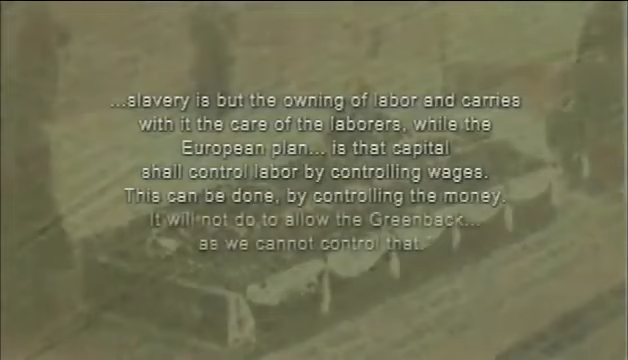 ...slavery is but the owning of labor and carries
with it the care of the laborers, while the
European plan... is that capital
shall control labor by controlling wages.
This can be done, by controlling the money.
It will not do to allow the Greenback...
as we cannot control that."